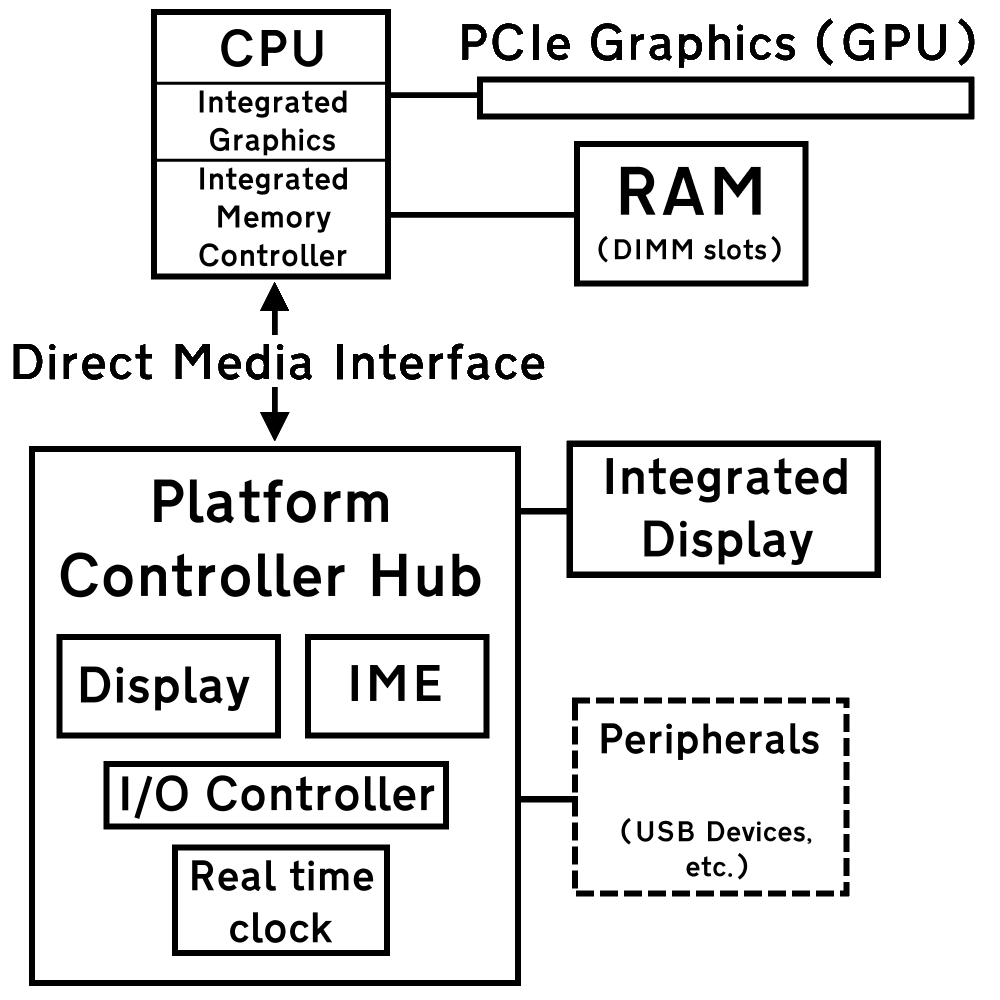 CPU
PCIe Graphics (GPU)
Integrated
Graphics
Integrated
Memory
Controller
RAM
(DIMM slots)
Direct Media Interface
Platform
Controller Hub
Integrated
Display
Display
IME
I/O Controller
Real time
clock
Peripherals
(USB Devices,
etc.)